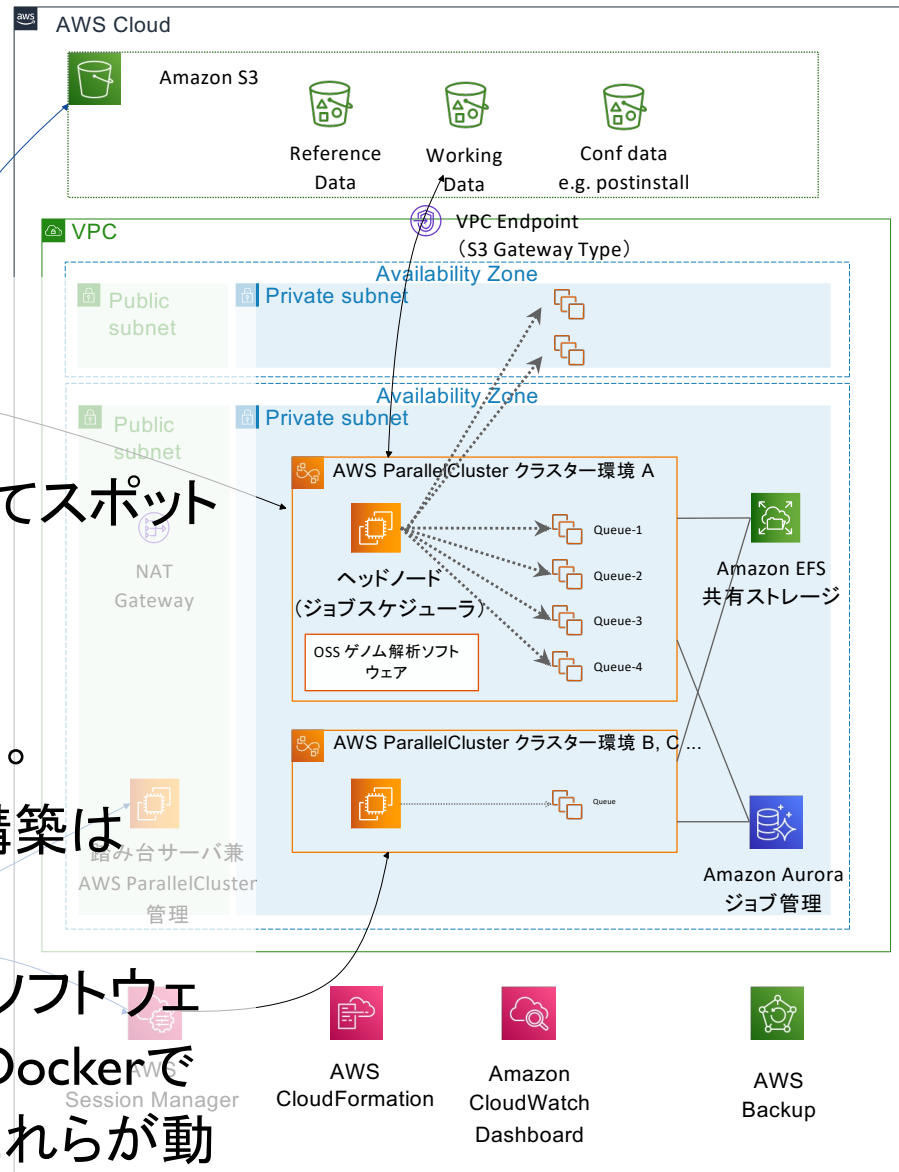 aws
AWS Cloud
Amazon S3
Reference
Data
Working
Data
Conf data
e.g. postinstall
VPC Endpoint
（S3 Gateway Type）
VPC
Availability Zone
Public
subnet
Private subnet
Availability Zone
Public
subnet
Private subnet
てスポット
NAT
Gateway
AWS ParallelCluster クラスター環境 A
ヘッドノード
（ジョブスケジューラ）
OSS ゲノム解析ソフト
ウェア
Queue-1
Queue-2
Queue-3
Queue-4
Amazon EFS
共有ストレージ
。
構築は
踏み台サーバ兼
AWS ParallelCluster
管理
AWS ParallelCluster クラスター環境 B, C ...
Queue
Amazon Aurora
ジョブ管理
ソフトウェ
Dockerで
れらが動
AWS
Session Manager
AWS
CloudFormation
Amazon
CloudWatch
Dashboard
AWS
Backup